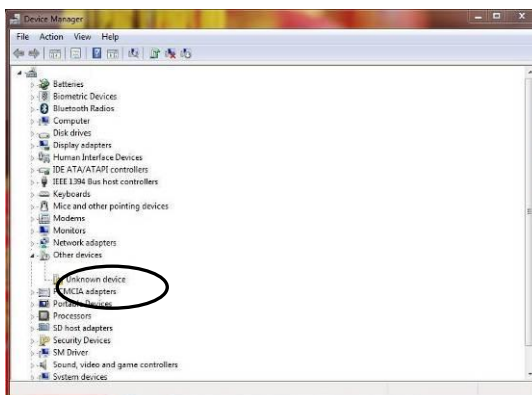 Device Manager
File Action View Help
Batteries
Biometric Devices
Bluetooth Radios
Computer
Disk drives
Display adapters
Human Interface Devices
IDE ATA/ATAPI controllers
IEEE 1394 Bus host controllers
Keyboards
Mice and other pointing devices
Modems
Monitors
Network adapters
Other devices
Unknown device
PCMCIA adapters
Portable Devices
Processors
SD host adapters
Security Devices
SM Driver
Sound, video and game controllers
System devices